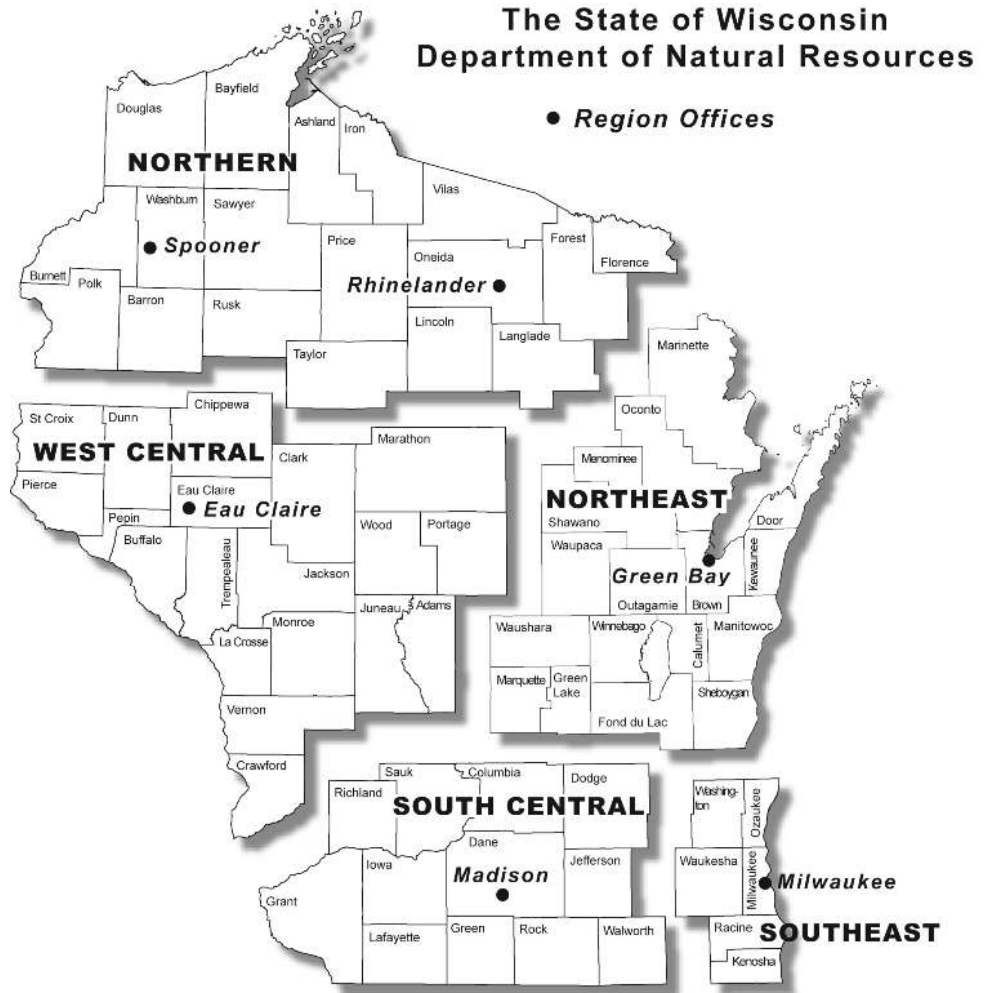 The State of Wisconsin
Department of Natural Resources
Region Offices
Douglas
Bayfield
Ashland
Iron
NORTHERN
Vilas
Washburn
Sawyer
Spooner
Price
Oneida
Forest
Florence
Burnett
Polk
Barron
Rusk
Rhinelander
Lincoln
Langlade
Taylor
Marinette
Chippewa
St Croix
Dunn
WEST CENTRAL
Clark
Marathon
Pierce
Eau Claire
Eau Claire
Pepin
Buffalo
Trempealeau
Wood
Portage
Jackson
Juneau
Adams
Monroe
La Crosse
Vernon
Crawford
Oconto
Menominee
NORTHEAST
Shawano
Door
Waupaca
Green Bay
Kewaunee
Outagamie
Brown
Waushara
Winnebago
Calumet
Manitowoc
Marquette
Green
Lake
Sheboygan
Fond du Lac
Sauk
Columbia
Dodge
Richland
SOUTH CENTRAL
Dane
Iowa
Jefferson
Madison
Grant
Lafayette
Green
Rock
Walworth
Washing-
ton
Ozaukee
Waukesha
Milwaukee
Milwaukee
Racine
SOUTHEAST
Kenosha